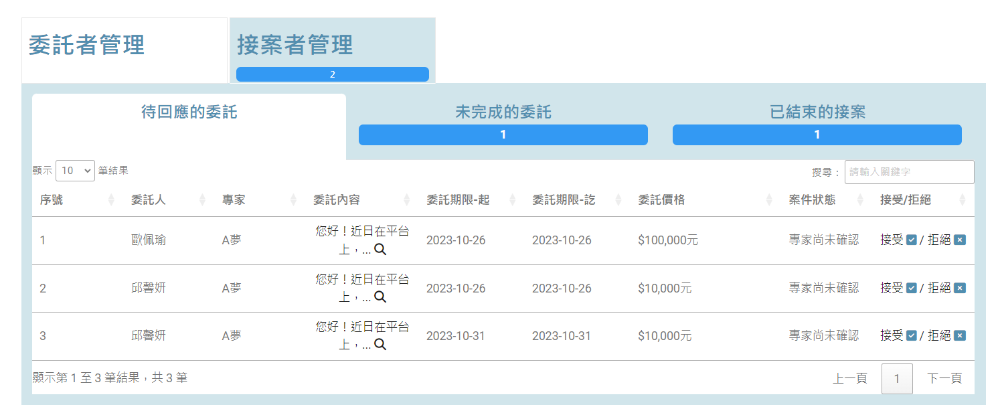 委託者管理
接案者管理
2
待回應的委託
未完成的委託
已結束的接案
1
1
顯示 10 筆結果
搜尋： 請輸入關鍵字
序號 委託人 專家 委託內容 委託期限-起 委託期限-訖 委託價格 案件狀態 接受/拒絕
1 歐佩瑜 A夢 您好！近日在平台 2023-10-26 2023-10-26 $100,000元 專家尚未確認 接受 / 拒絕
上，...
2 邱馨妍 A夢 您好！近日在平台 2023-10-26 2023-10-26 $10,000元 專家尚未確認 接受 / 拒絕
上，...
3 邱馨妍 A夢 您好！近日在平台 2023-10-31 2023-10-31 $10,000元 專家尚未確認 接受 / 拒絕
上，...
顯示第 1 至 3 筆結果，共 3 筆
上一頁 1 下一頁